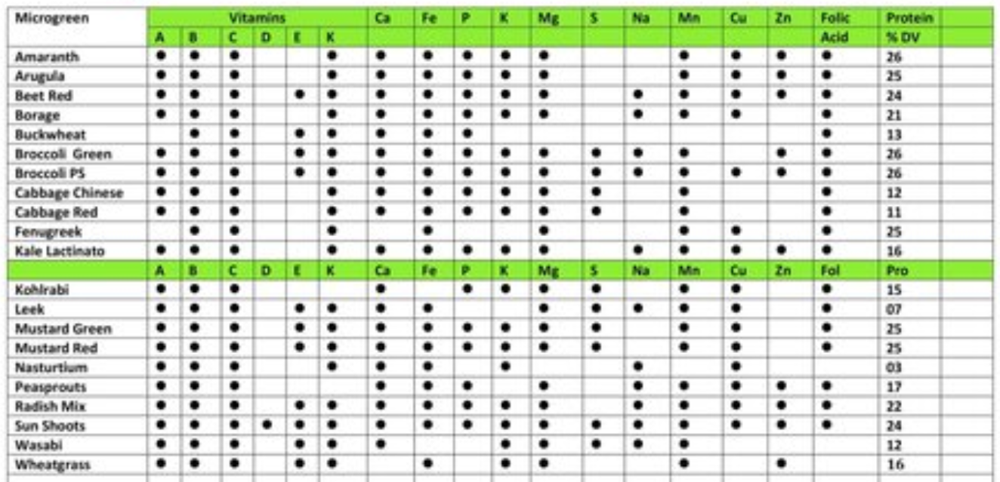 Microgreen Vitamins Ca Fe P K Mg S Na Mn Cu Zn Folic Protein
A B C D E K Acid % DV
Amaranth ● ● ● ● ● ● ● ● ● ● ● ● ● 26
Arugula ● ● ● ● ● ● ● ● ● ● ● ● ● 25
Beet Red ● ● ● ● ● ● ● ● ● ● ● ● ● ● ● 24
Borage ● ● ● ● ● ● ● ● ● ● ● ● ● 21
Buckwheat ● ● ● ● ● ● ● ● 13
Broccoli Green ● ● ● ● ● ● ● ● ● ● ● ● ● ● ● 26
Broccoli PS ● ● ● ● ● ● ● ● ● ● ● ● ● ● ● ● 26
Cabbage Chinese ● ● ● ● ● ● ● ● ● ● ● ● 12
Cabbage Red ● ● ● ● ● ● ● ● ● ● ● ● 11
Fenugreek ● ● ● ● ● ● ● ● 25
Kale Lactinato ● ● ● ● ● ● ● ● ● ● ● ● ● ● 16
A B C D E K Ca Fe P K Mg S Na Mn Cu Zn Fol Pro
Kohlrabi ● ● ● ● ● ● ● ● ● ● ● 15
Leek ● ● ● ● ● ● ● ● ● ● ● ● ● 07
Mustard Green ● ● ● ● ● ● ● ● ● ● ● ● ● ● 25
Mustard Red ● ● ● ● ● ● ● ● ● ● ● ● ● ● 25
Nasturtium ● ● ● ● ● ● ● ● ● 03
Peasprouts ● ● ● ● ● ● ● ● ● ● ● ● 17
Radish Mix ● ● ● ● ● ● ● ● ● ● ● ● ● ● ● 22
Sun Shoots ● ● ● ● ● ● ● ● ● ● ● ● ● ● ● ● ● 24
Wasabi ● ● ● ● ● ● ● ● ● ● ● 12
Wheatgrass ● ● ● ● ● ● ● ● ● ● 16